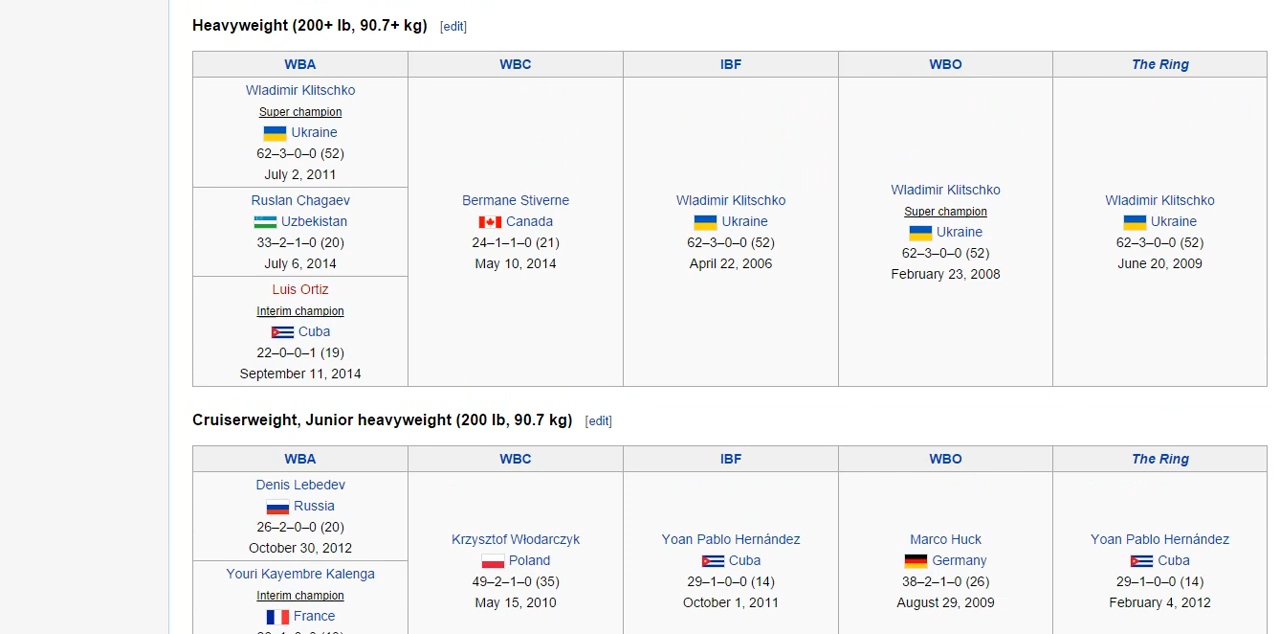 Heavyweight (200+ lb, 90.7+ kg) [edit]
WBA WBC IBF WBO The Ring
Wladimir Klitschko
Super champion
Ukraine
62–3–0–0 (52)
July 2, 2011
Ruslan Chagaev
Uzbekistan
33–2–1–0 (20)
July 6, 2014
Luis Ortiz
Interim champion
Cuba
22–0–0–1 (19)
September 11, 2014
Bermane Stiverne
Canada
24–1–1–0 (21)
May 10, 2014
Wladimir Klitschko
Ukraine
62–3–0–0 (52)
April 22, 2006
Wladimir Klitschko
Super champion
Ukraine
62–3–0–0 (52)
February 23, 2008
Wladimir Klitschko
Ukraine
62–3–0–0 (52)
June 20, 2009
Cruiserweight, Junior heavyweight (200 lb, 90.7 kg) [edit]
WBA WBC IBF WBO The Ring
Denis Lebedev
Russia
26–2–0–0 (20)
October 30, 2012
Youri Kayembre Kalenga
Interim champion
France
Krzysztof Włodarczyk
Poland
49–2–1–0 (35)
May 15, 2010
Yoan Pablo Hernández
Cuba
29–1–0–0 (14)
October 1, 2011
Marco Huck
Germany
38–2–1–0 (26)
August 29, 2009
Yoan Pablo Hernández
Cuba
29–1–0–0 (14)
February 4, 2012